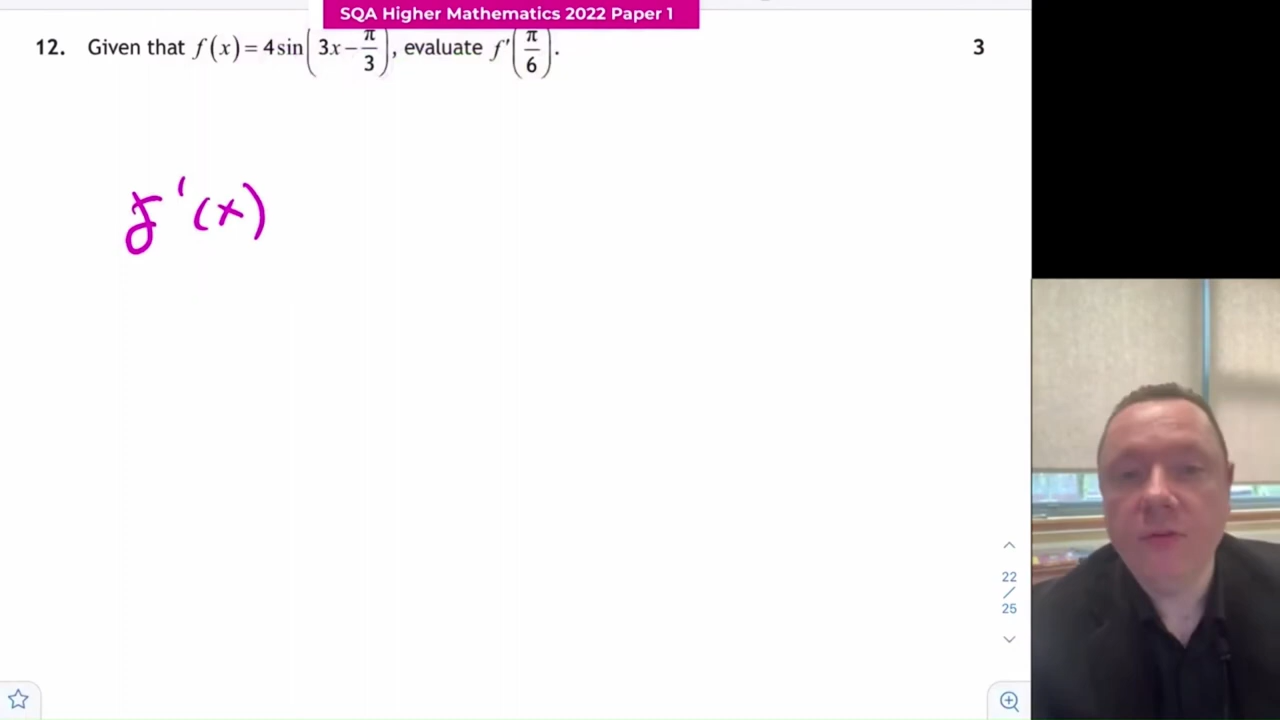 SQA Higher Mathematics 2022 Paper 1
12. Given that f(x) = 4sin(3x − π/3), evaluate f′(π/6). 3
f'(x)
22
/
25